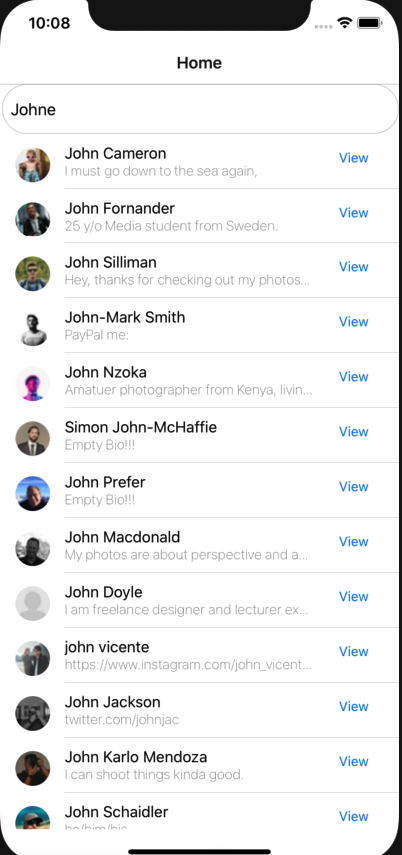 10:08
Home
Johne
John Cameron
I must go down to the sea again,
View
John Fornander
25 y/o Media student from Sweden.
View
John Silliman
Hey, thanks for checking out my photos...
View
John-Mark Smith
PayPal me:
View
John Nzoka
Amatuer photographer from Kenya, livin...
View
Simon John-McHaffie
Empty Bio!!!
View
John Prefer
Empty Bio!!!
View
John Macdonald
My photos are about perspective and a...
View
John Doyle
I am freelance designer and lecturer ex...
View
john vicente
https://www.instagram.com/john_vicent...
View
John Jackson
twitter.com/johnjac
View
John Karlo Mendoza
I can shoot things kinda good.
View
John Schaidler
he/him/his
View